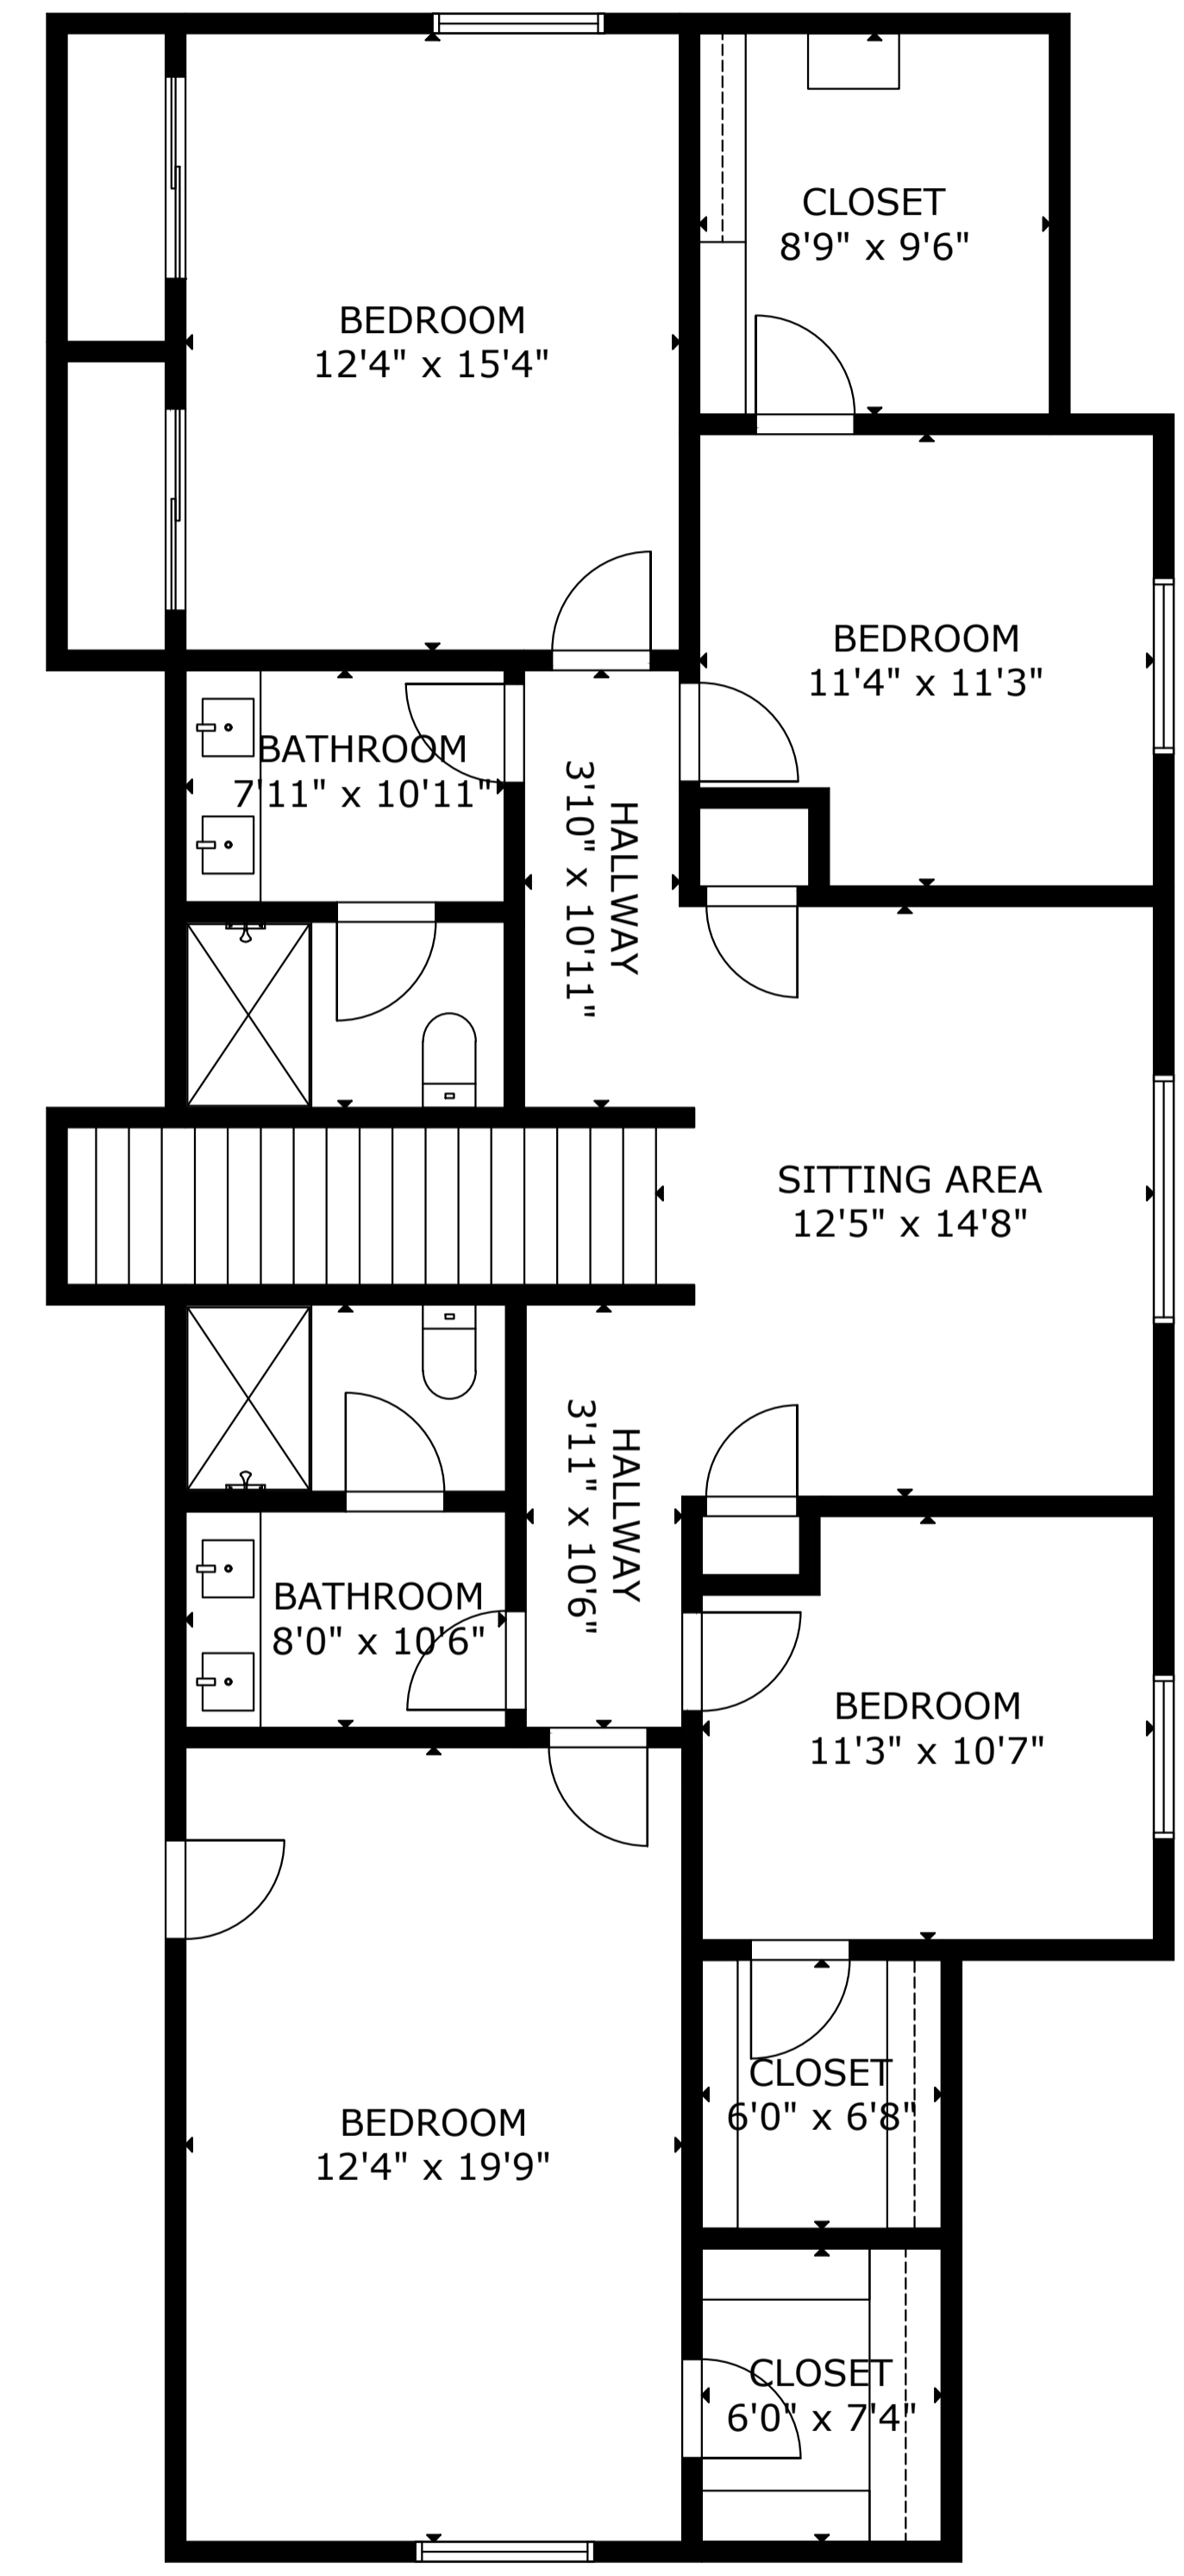 CLOSET
8'9" x 9'6"
BEDROOM
12'4" x 15'4"
BEDROOM
11'4" x 11'3"
BATHROOM
7'11" x 10'11"
HALLWAY
3'10" x 10'11"
SITTING AREA
12'5" x 14'8"
HALLWAY
3'11" x 10'6"
BATHROOM
8'0" x 10'6"
BEDROOM
11'3" x 10'7"
CLOSET
6'0" x 6'8"
BEDROOM
12'4" x 19'9"
CLOSET
6'0" x 7'4"